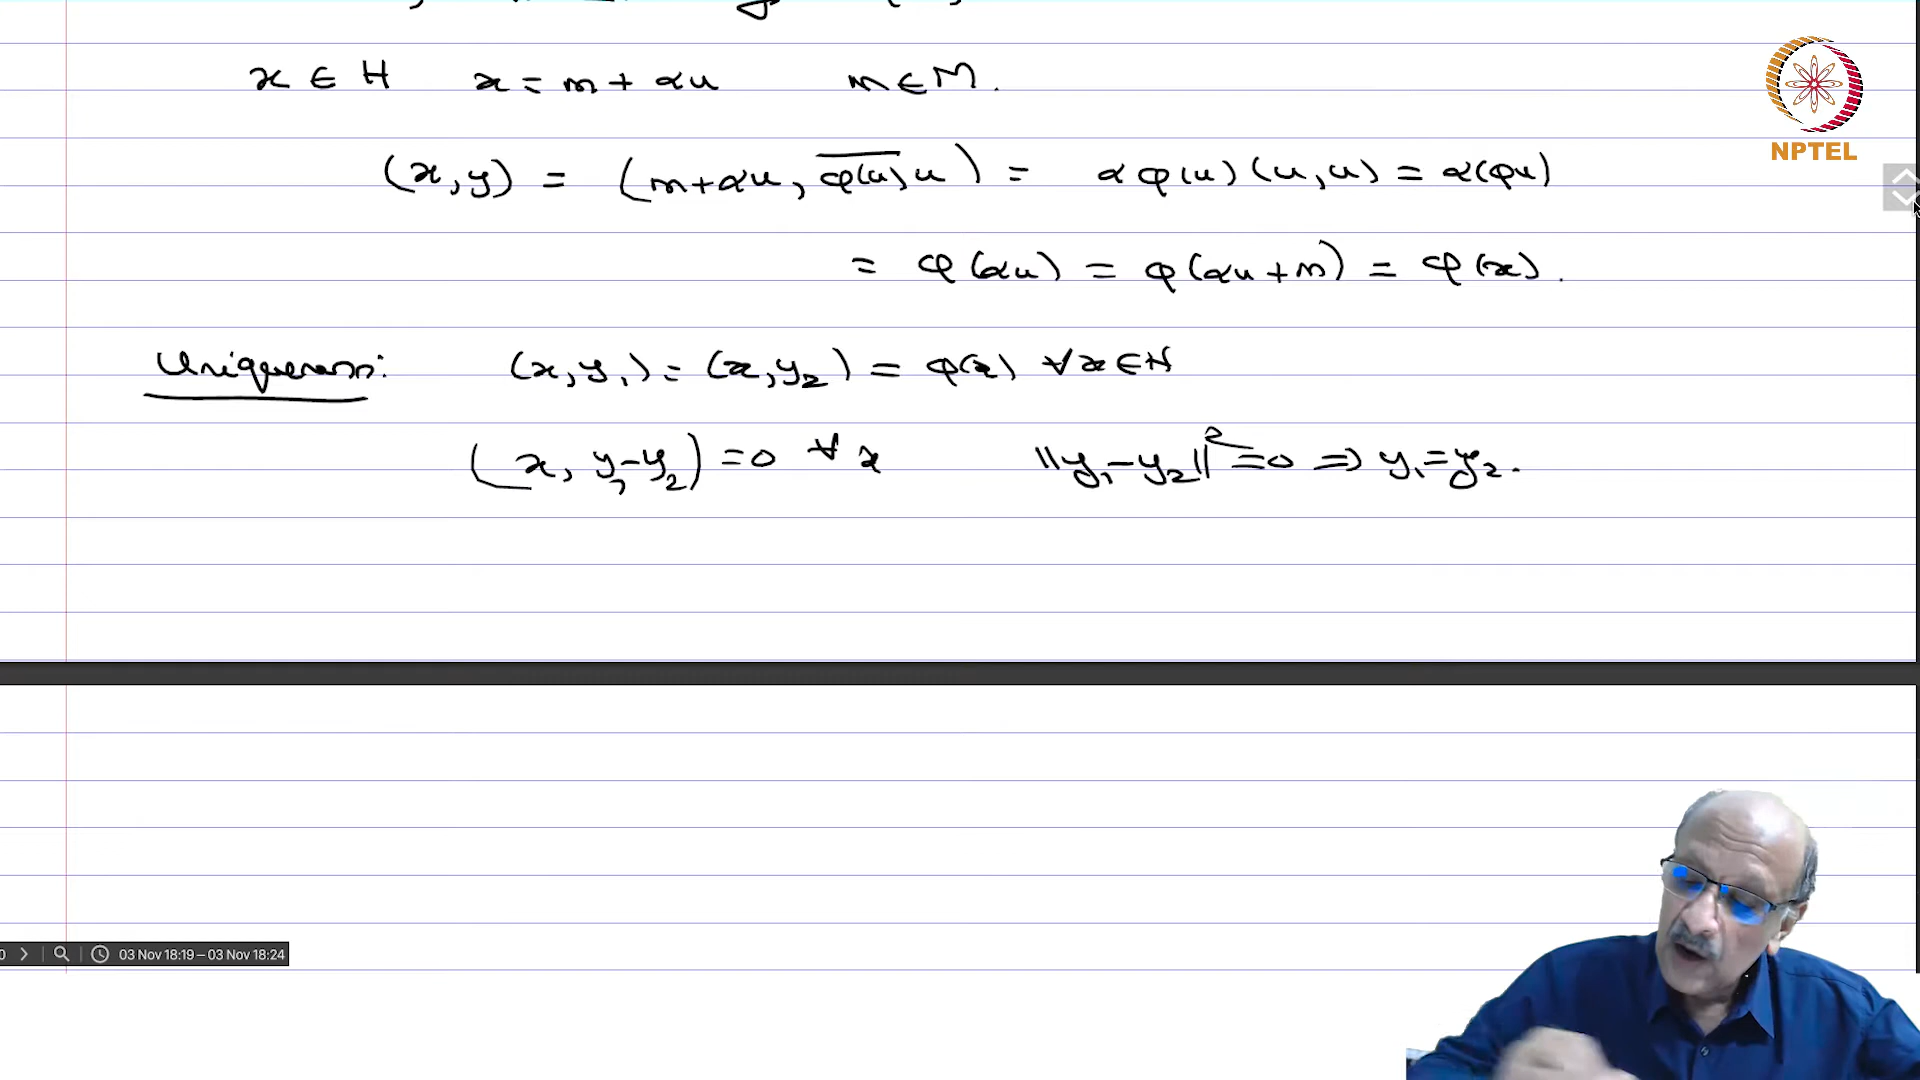 x ∈ H x = m + αu m ∈ M.
NPTEL
(x, y) = (m+αu, \overline{φ(u)}u) = αφ(u)(u,u) = α(φu)
= φ(αu) = φ(αu+m) = φ(x).
Uniqueness: (x, y₁) = (x, y₂) = φ(x) ∀x∈H
(x, y₁-y₂) = 0 ∀ x ‖y₁-y₂‖² = 0 ⇒ y₁=y₂.
03 Nov 18:19 – 03 Nov 18:24